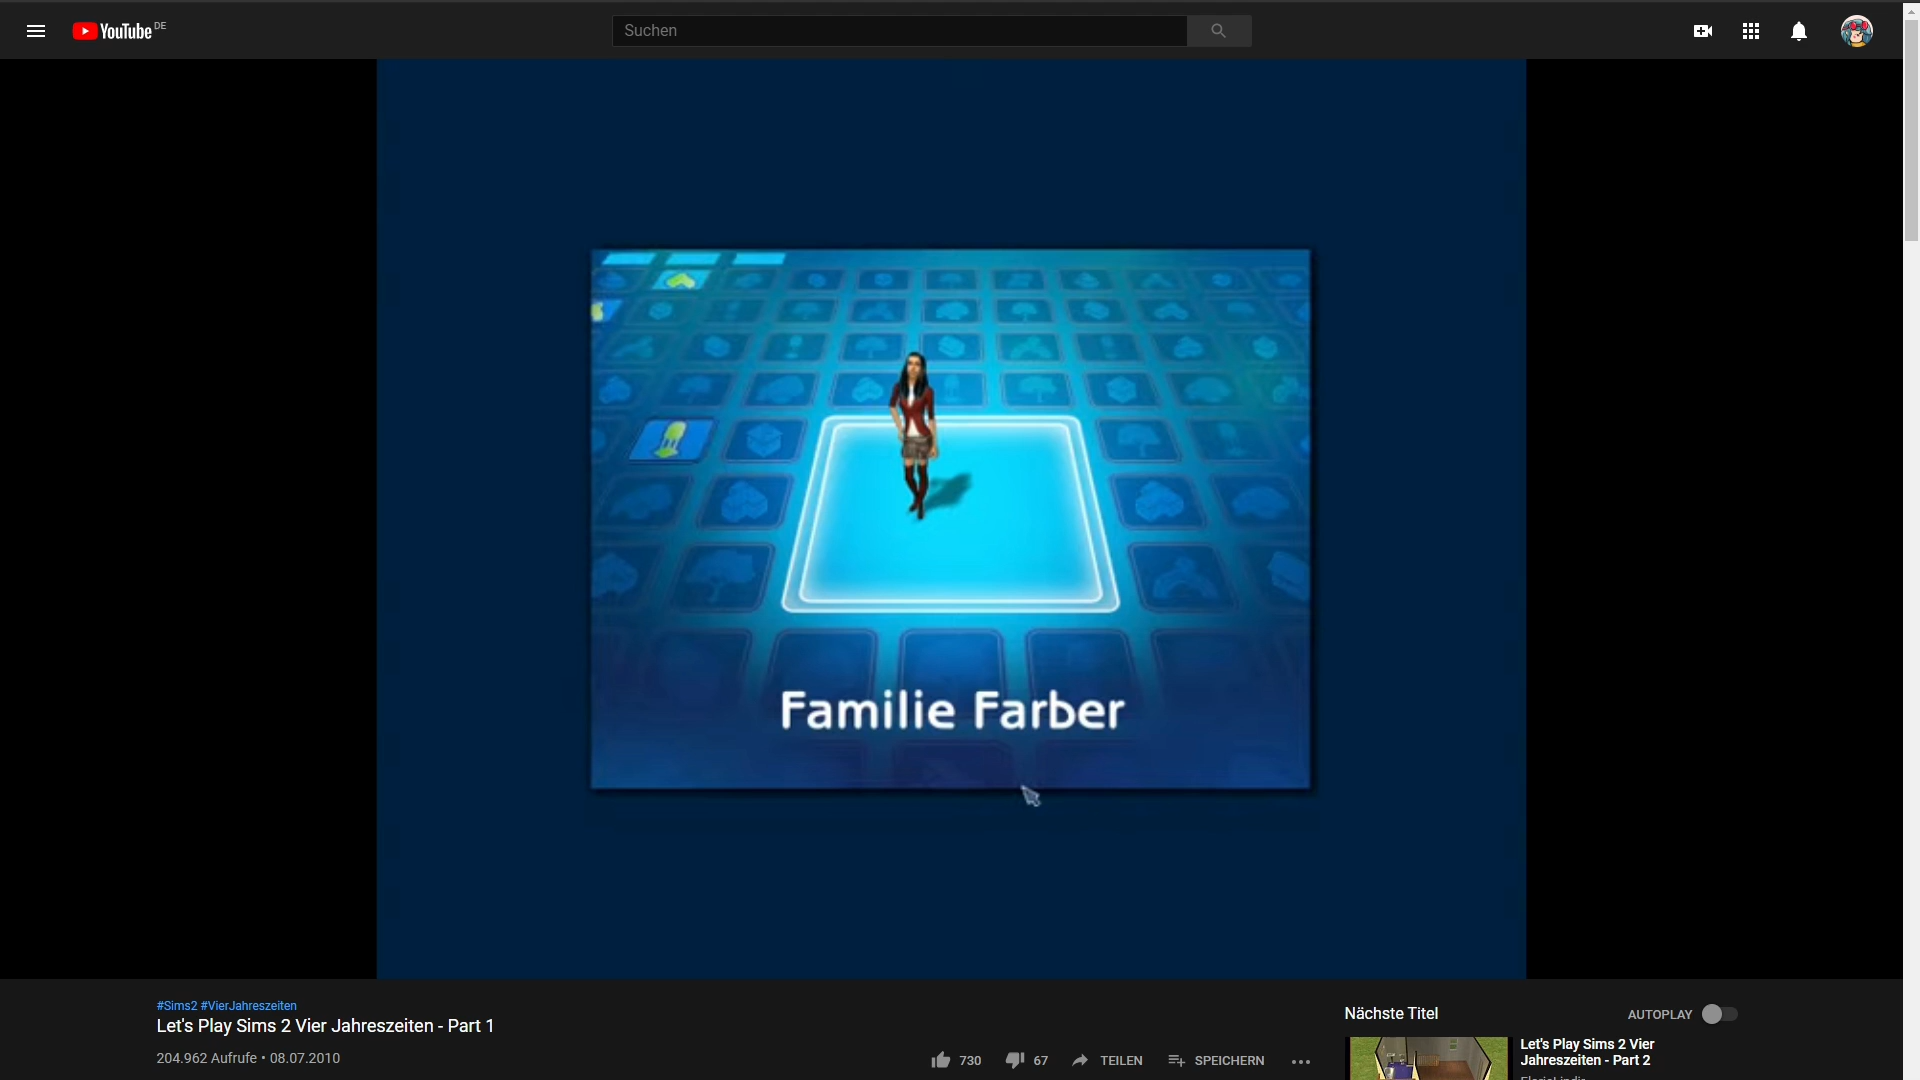 YouTube DE
Suchen
Familie Farber
#Sims2 #VierJahreszeiten
Let's Play Sims 2 Vier Jahreszeiten - Part 1
204.962 Aufrufe • 08.07.2010
730
67
TEILEN
SPEICHERN
Nächste Titel
AUTOPLAY
Let's Play Sims 2 Vier
Jahreszeiten - Part 2